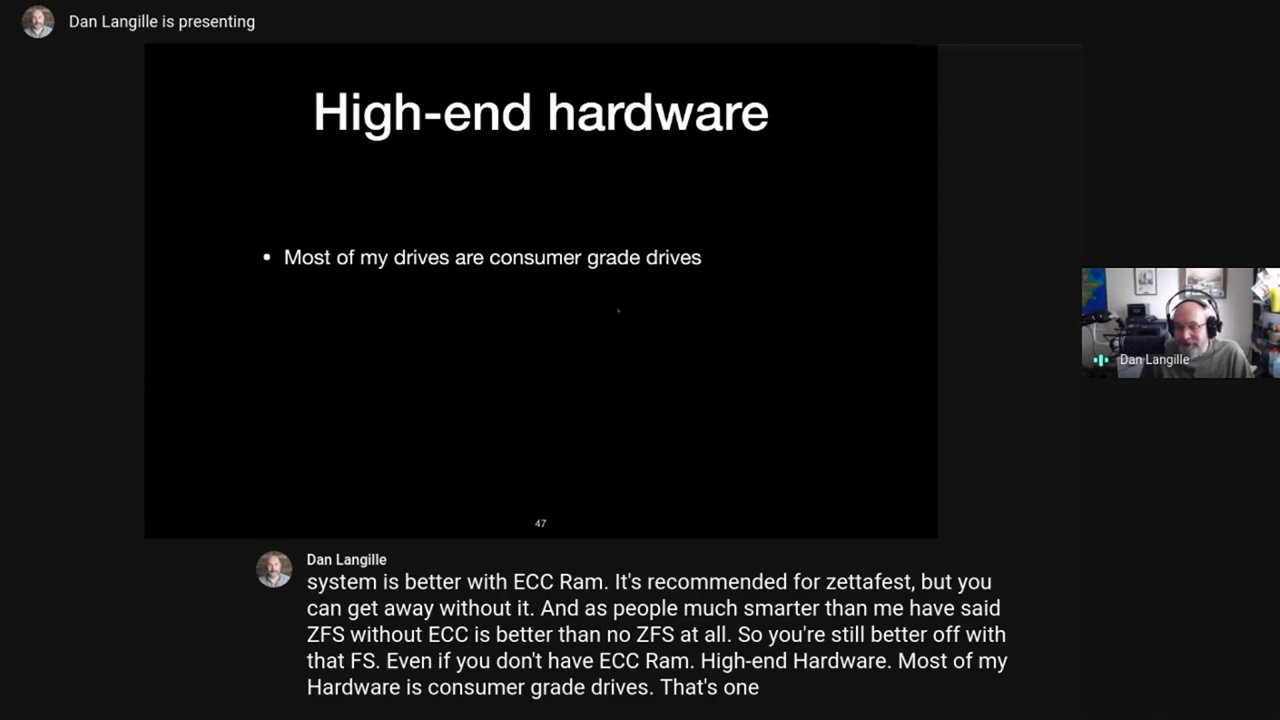 Dan Langille is presenting
High-end hardware
• Most of my drives are consumer grade drives
47
Dan Langille
Dan Langille
system is better with ECC Ram. It's recommended for zettafest, but you
can get away without it. And as people much smarter than me have said
ZFS without ECC is better than no ZFS at all. So you're still better off with
that FS. Even if you don't have ECC Ram. High-end Hardware. Most of my
Hardware is consumer grade drives. That's one